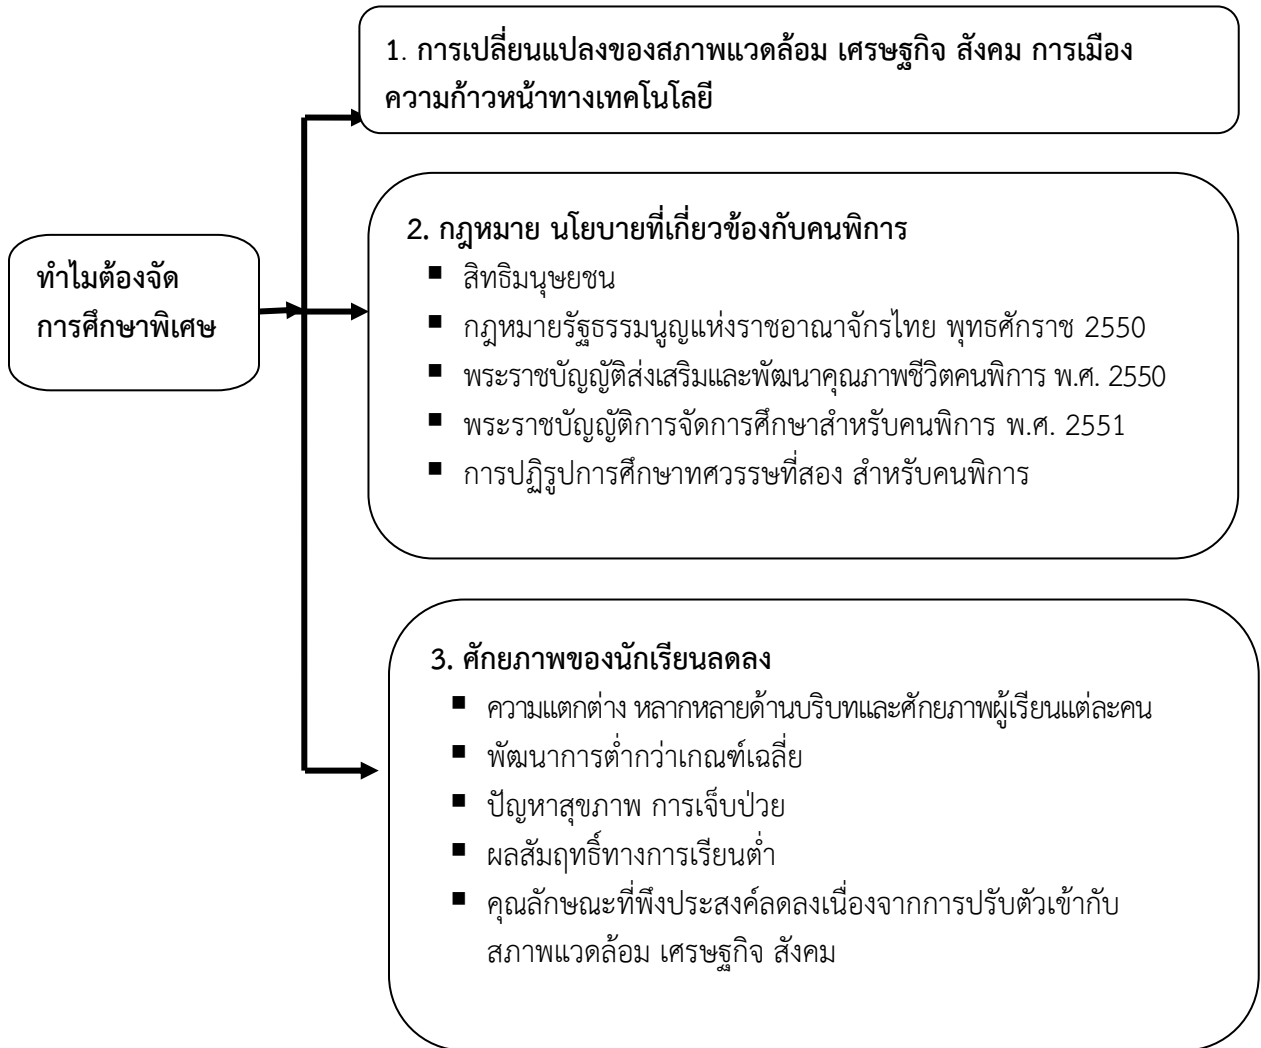 1. การเปลี่ยนแปลงของสภาพแวดล้อม เศรษฐกิจ สังคม การเมือง
ความก้าวหน้าทางเทคโนโลยี
ทำไมต้องจัด
การศึกษาพิเศษ
2. กฎหมาย นโยบายที่เกี่ยวข้องกับคนพิการ
▪ สิทธิมนุษยชน
▪ กฎหมายรัฐธรรมนูญแห่งราชอาณาจักรไทย พุทธศักราช 2550
▪ พระราชบัญญัติส่งเสริมและพัฒนาคุณภาพชีวิตคนพิการ พ.ศ. 2550
▪ พระราชบัญญัติการจัดการศึกษาสำหรับคนพิการ พ.ศ. 2551
▪ การปฏิรูปการศึกษาทศวรรษที่สอง สำหรับคนพิการ
3. ศักยภาพของนักเรียนลดลง
▪ ความแตกต่าง หลากหลายด้านบริบทและศักยภาพผู้เรียนแต่ละคน
▪ พัฒนาการต่ำกว่าเกณฑ์เฉลี่ย
▪ ปัญหาสุขภาพ การเจ็บป่วย
▪ ผลสัมฤทธิ์ทางการเรียนต่ำ
▪ คุณลักษณะที่พึงประสงค์ลดลงเนื่องจากการปรับตัวเข้ากับ
สภาพแวดล้อม เศรษฐกิจ สังคม